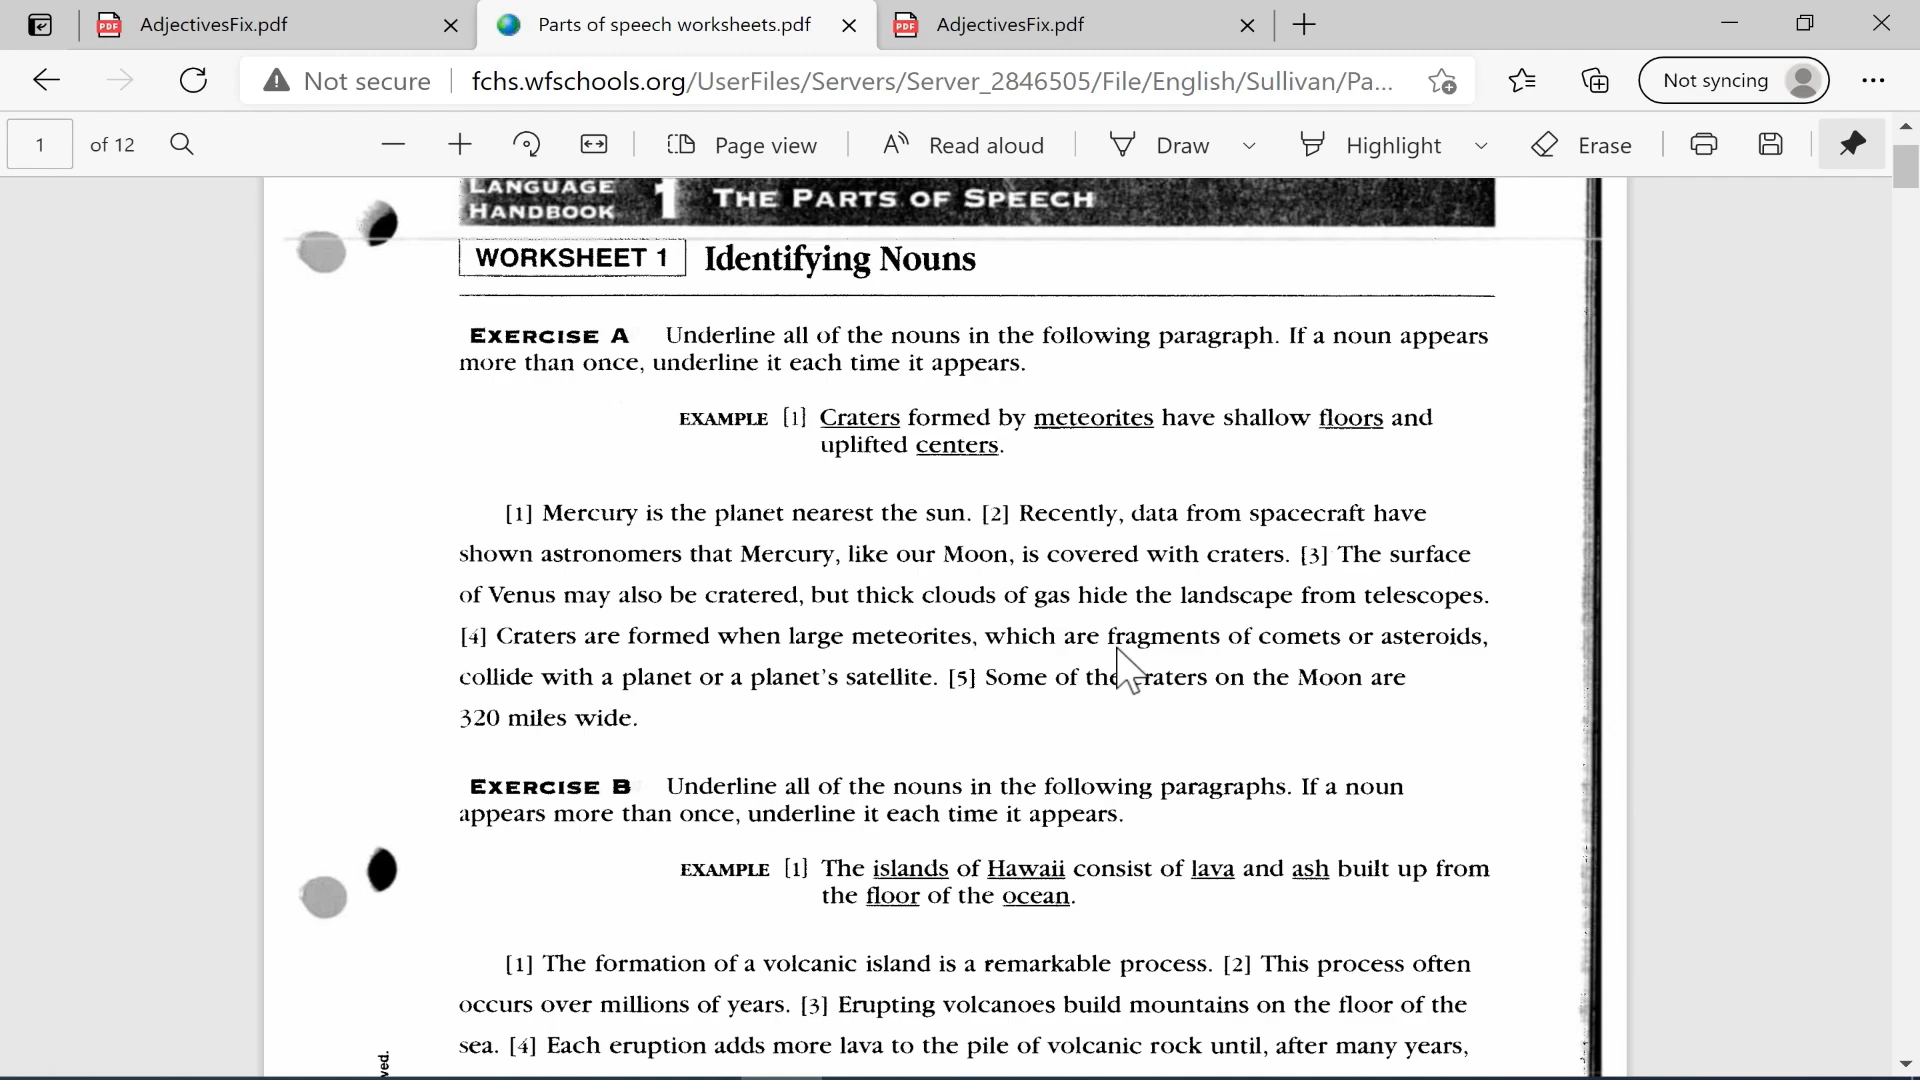 AdjectivesFix.pdf
Parts of speech worksheets.pdf
AdjectivesFix.pdf
Not secure
fchs.wfschools.org/UserFiles/Servers/Server_2846505/File/English/Sullivan/Pa...
Not syncing
1 of 12
Page view
Read aloud
Draw
Highlight
Erase
LANGUAGE HANDBOOK 1 THE PARTS OF SPEECH
WORKSHEET 1 Identifying Nouns
EXERCISE A Underline all of the nouns in the following paragraph. If a noun appears
more than once, underline it each time it appears.
EXAMPLE [1] Craters formed by meteorites have shallow floors and
uplifted centers.
[1] Mercury is the planet nearest the sun. [2] Recently, data from spacecraft have
shown astronomers that Mercury, like our Moon, is covered with craters. [3] The surface
of Venus may also be cratered, but thick clouds of gas hide the landscape from telescopes.
[4] Craters are formed when large meteorites, which are fragments of comets or asteroids,
collide with a planet or a planet's satellite. [5] Some of the craters on the Moon are
320 miles wide.
EXERCISE B Underline all of the nouns in the following paragraphs. If a noun
appears more than once, underline it each time it appears.
EXAMPLE [1] The islands of Hawaii consist of lava and ash built up from
the floor of the ocean.
[1] The formation of a volcanic island is a remarkable process. [2] This process often
occurs over millions of years. [3] Erupting volcanoes build mountains on the floor of the
sea. [4] Each eruption adds more lava to the pile of volcanic rock until, after many years,
ved.